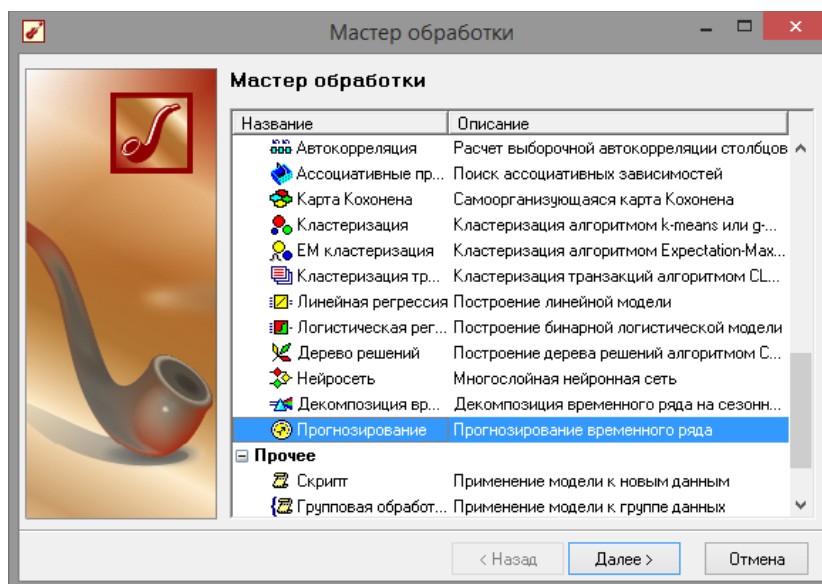 Мастер обработки
Мастер обработки
Название Описание
Автокорреляция Расчет выборочной автокорреляции столбцов
Ассоциативные пр... Поиск ассоциативных зависимостей
Карта Кохонена Самоорганизующаяся карта Кохонена
Кластеризация Кластеризация алгоритмом k-means или g-...
EM кластеризация Кластеризация алгоритмом Expectation-Max...
Кластеризация тр... Кластеризация транзакций алгоритмом CL...
Линейная регрессия Построение линейной модели
Логистическая рег... Построение бинарной логистической модели
Дерево решений Построение дерева решений алгоритмом C...
Нейросеть Многослойная нейронная сеть
Декомпозиция вр... Декомпозиция временного ряда на сезонн...
Прогнозирование Прогнозирование временного ряда
Прочее
Скрипт Применение модели к новым данным
Групповая обработ... Применение модели к группе данных
< Назад Далее > Отмена